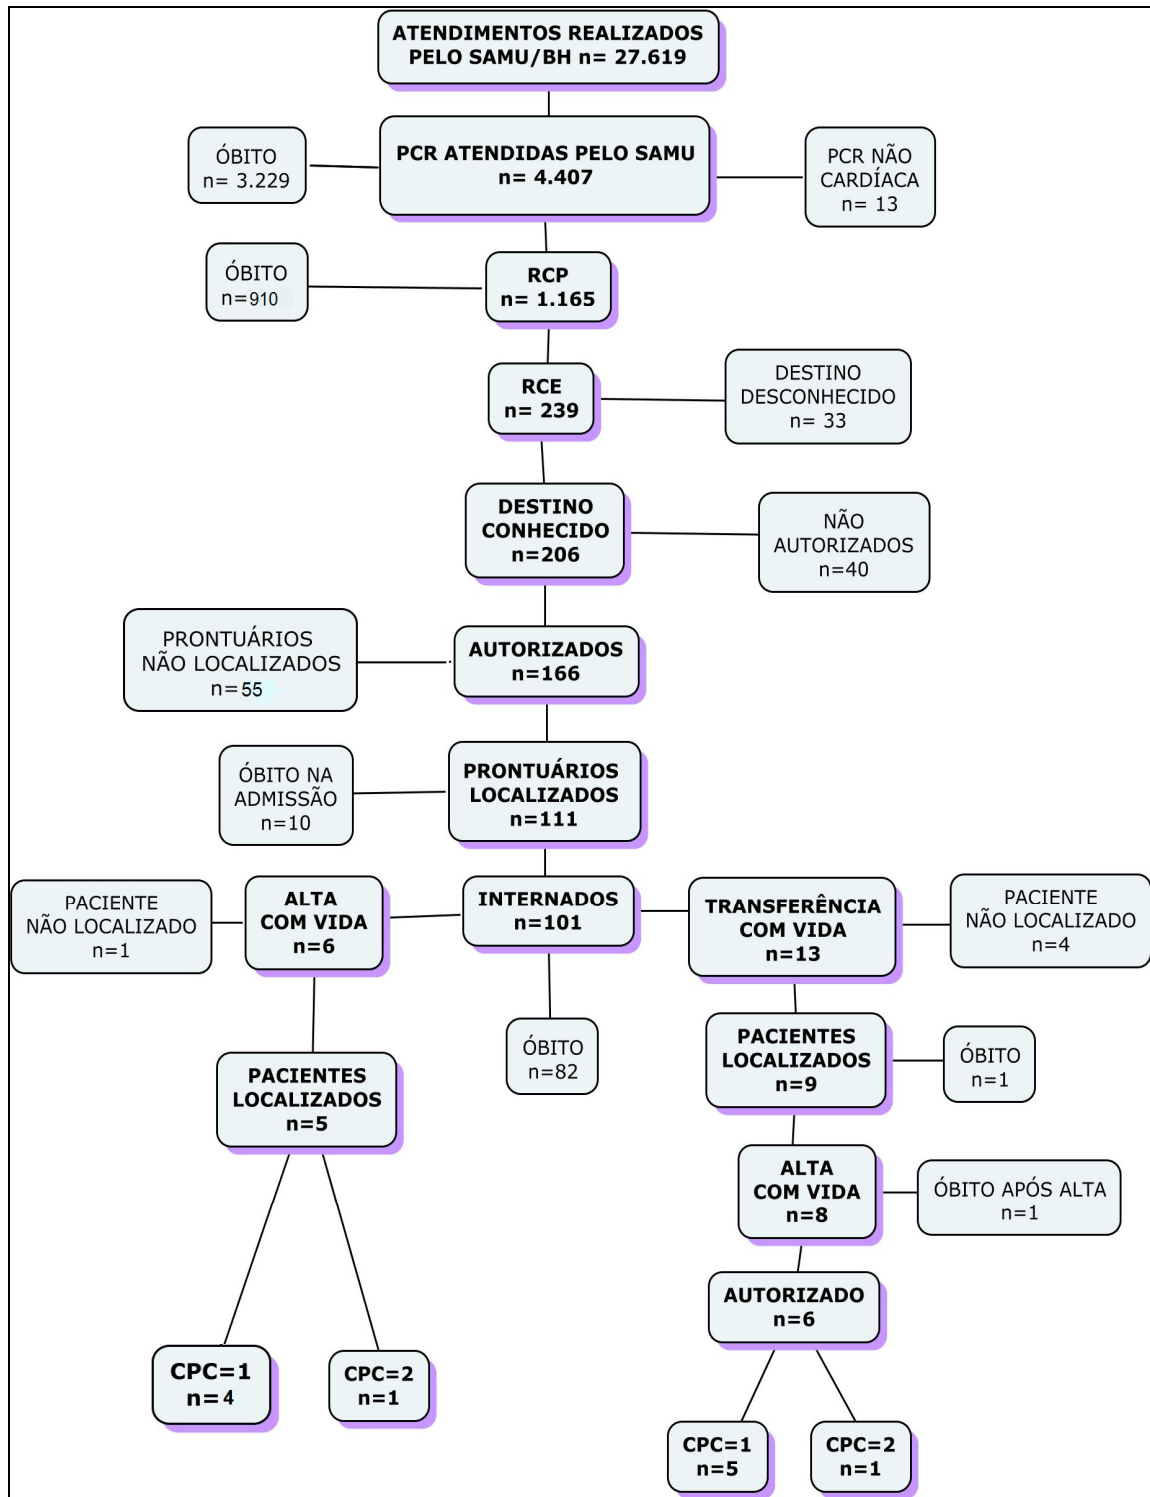 ATENDIMENTOS REALIZADOS
PELO SAMU/BH n= 27.619
ÓBITO
n= 3.229
PCR ATENDIDAS PELO SAMU
n= 4.407
PCR NÃO
CARDÍACA
n= 13
ÓBITO
n=910
RCP
n= 1.165
RCE
n= 239
DESTINO
DESCONHECIDO
n= 33
DESTINO
CONHECIDO
n=206
NÃO
AUTORIZADOS
n=40
PRONTUÁRIOS
NÃO LOCALIZADOS
n=55
AUTORIZADOS
n=166
ÓBITO NA
ADMISSÃO
n=10
PRONTUÁRIOS
LOCALIZADOS
n=111
PACIENTE
NÃO LOCALIZADO
n=1
ALTA
COM VIDA
n=6
INTERNADOS
n=101
TRANSFERÊNCIA
COM VIDA
n=13
PACIENTE
NÃO LOCALIZADO
n=4
ÓBITO
n=82
PACIENTES
LOCALIZADOS
n=5
PACIENTES
LOCALIZADOS
n=9
ÓBITO
n=1
ALTA
COM VIDA
n=8
ÓBITO APÓS ALTA
n=1
AUTORIZADO
n=6
CPC=1
n=4
CPC=2
n=1
CPC=1
n=5
CPC=2
n=1